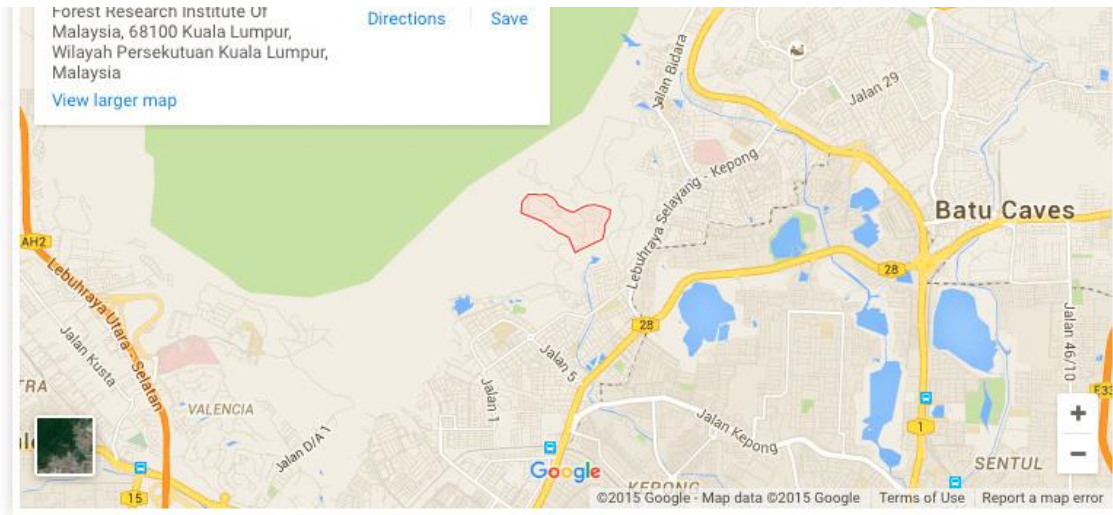 Forest Research Institute Of
Malaysia, 68100 Kuala Lumpur,
Wilayah Persekutuan Kuala Lumpur,
Malaysia
View larger map
Directions
Save
Jalan Bidara
Jalan 29
Lebuhraya Selayang - Kepong
Batu Caves
AH2
Lebuhraya Utara - Selatan
28
28
Jalan Kusta
Jalan 5
Jalan 46/10
TRA
VALENCIA
Jalan 1
E33
Jalan D/A 1
Jalan Kepong
1
+
−
SENTUL
15
Google
KEPONG
©2015 Google - Map data ©2015 Google
Terms of Use
Report a map error